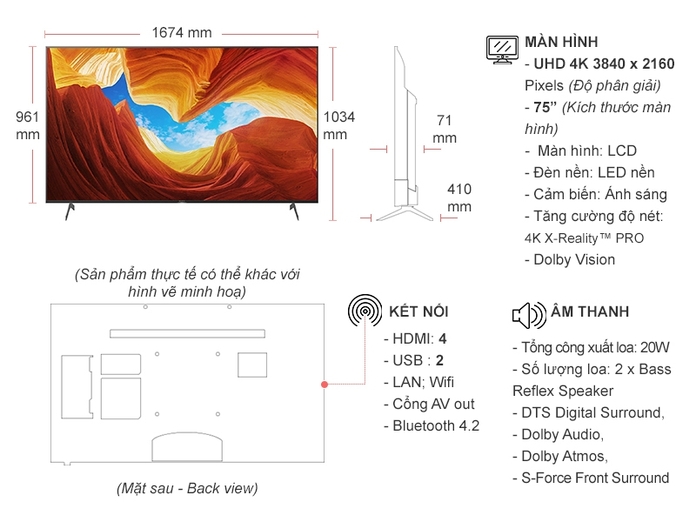 1674 mm
961
mm
1034
mm
71
mm
410
mm
(Sản phẩm thực tế có thể khác với
hình vẽ minh hoạ)
MÀN HÌNH
- UHD 4K 3840 x 2160
Pixels (Độ phân giải)
- 75” (Kích thước màn
hình)
- Màn hình: LCD
- Đèn nền: LED nền
- Cảm biến: Ánh sáng
- Tăng cường độ nét:
4K X-Reality™ PRO
- Dolby Vision
(Mặt sau - Back view)
KẾT NỐI
- HDMI: 4
- USB : 2
- LAN; Wifi
- Cổng AV out
- Bluetooth 4.2
ÂM THANH
- Tổng công xuất loa: 20W
- Số lượng loa: 2 x Bass
Reflex Speaker
- DTS Digital Surround,
- Dolby Audio,
- Dolby Atmos,
- S-Force Front Surround